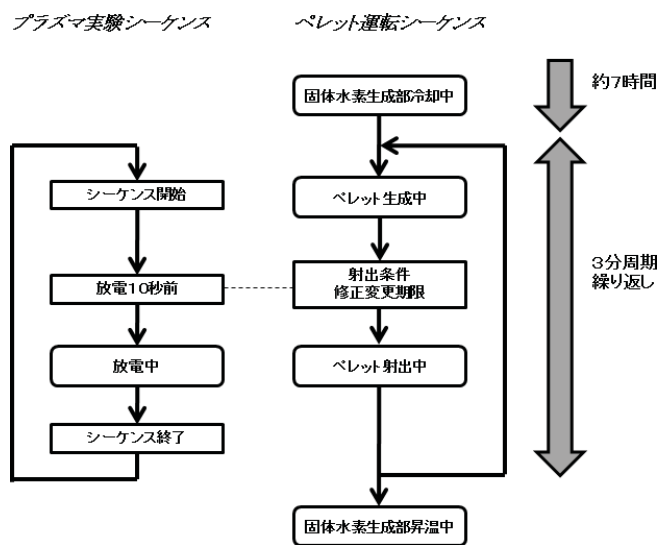 プラズマ実験シーケンス
ペレット運転シーケンス
固体水素生成部冷却中
約7時間
シーケンス開始
ペレット生成中
放電10秒前
射出条件
修正変更期限
3分周期
繰り返し
放電中
ペレット射出中
シーケンス終了
固体水素生成部昇温中